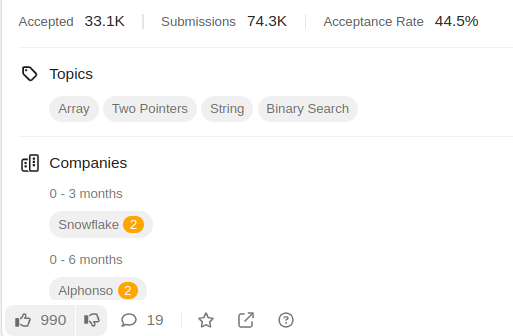 Accepted 33.1K Submissions 74.3K Acceptance Rate 44.5%
Topics
Array Two Pointers String Binary Search
Companies
0 - 3 months
Snowflake 2
0 - 6 months
Alphonso 2
990 19